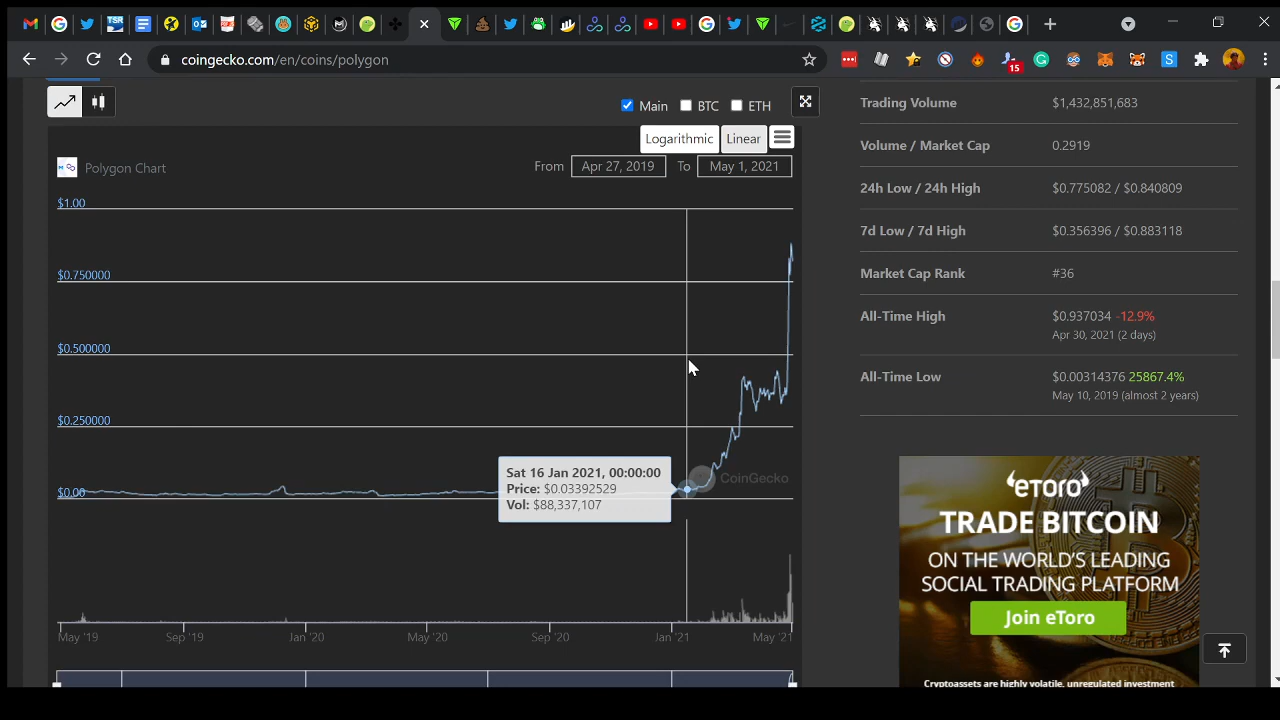 15
coingecko.com/en/coins/polygon
Main
BTC
ETH
Logarithmic
Linear
Polygon Chart
From
Apr 27, 2019
To
May 1, 2021
$1.00
$0.750000
$0.500000
$0.250000
$0.00
Sat 16 Jan 2021, 00:00:00
Price: $0.03392529
Vol: $88,337,107
CoinGecko
May '19
Sep '19
Jan '20
May '20
Sep '20
Jan '21
May '21
Trading Volume
$1,432,851,683
Volume / Market Cap
0.2919
24h Low / 24h High
$0.775082 / $0.840809
7d Low / 7d High
$0.356396 / $0.883118
Market Cap Rank
#36
All-Time High
$0.937034 -12.9%
Apr 30, 2021 (2 days)
All-Time Low
$0.00314376 25867.4%
May 10, 2019 (almost 2 years)
eToro
TRADE BITCOIN
ON THE WORLD'S LEADING
SOCIAL TRADING PLATFORM
Join eToro
Cryptoassets are highly volatile, unregulated investment